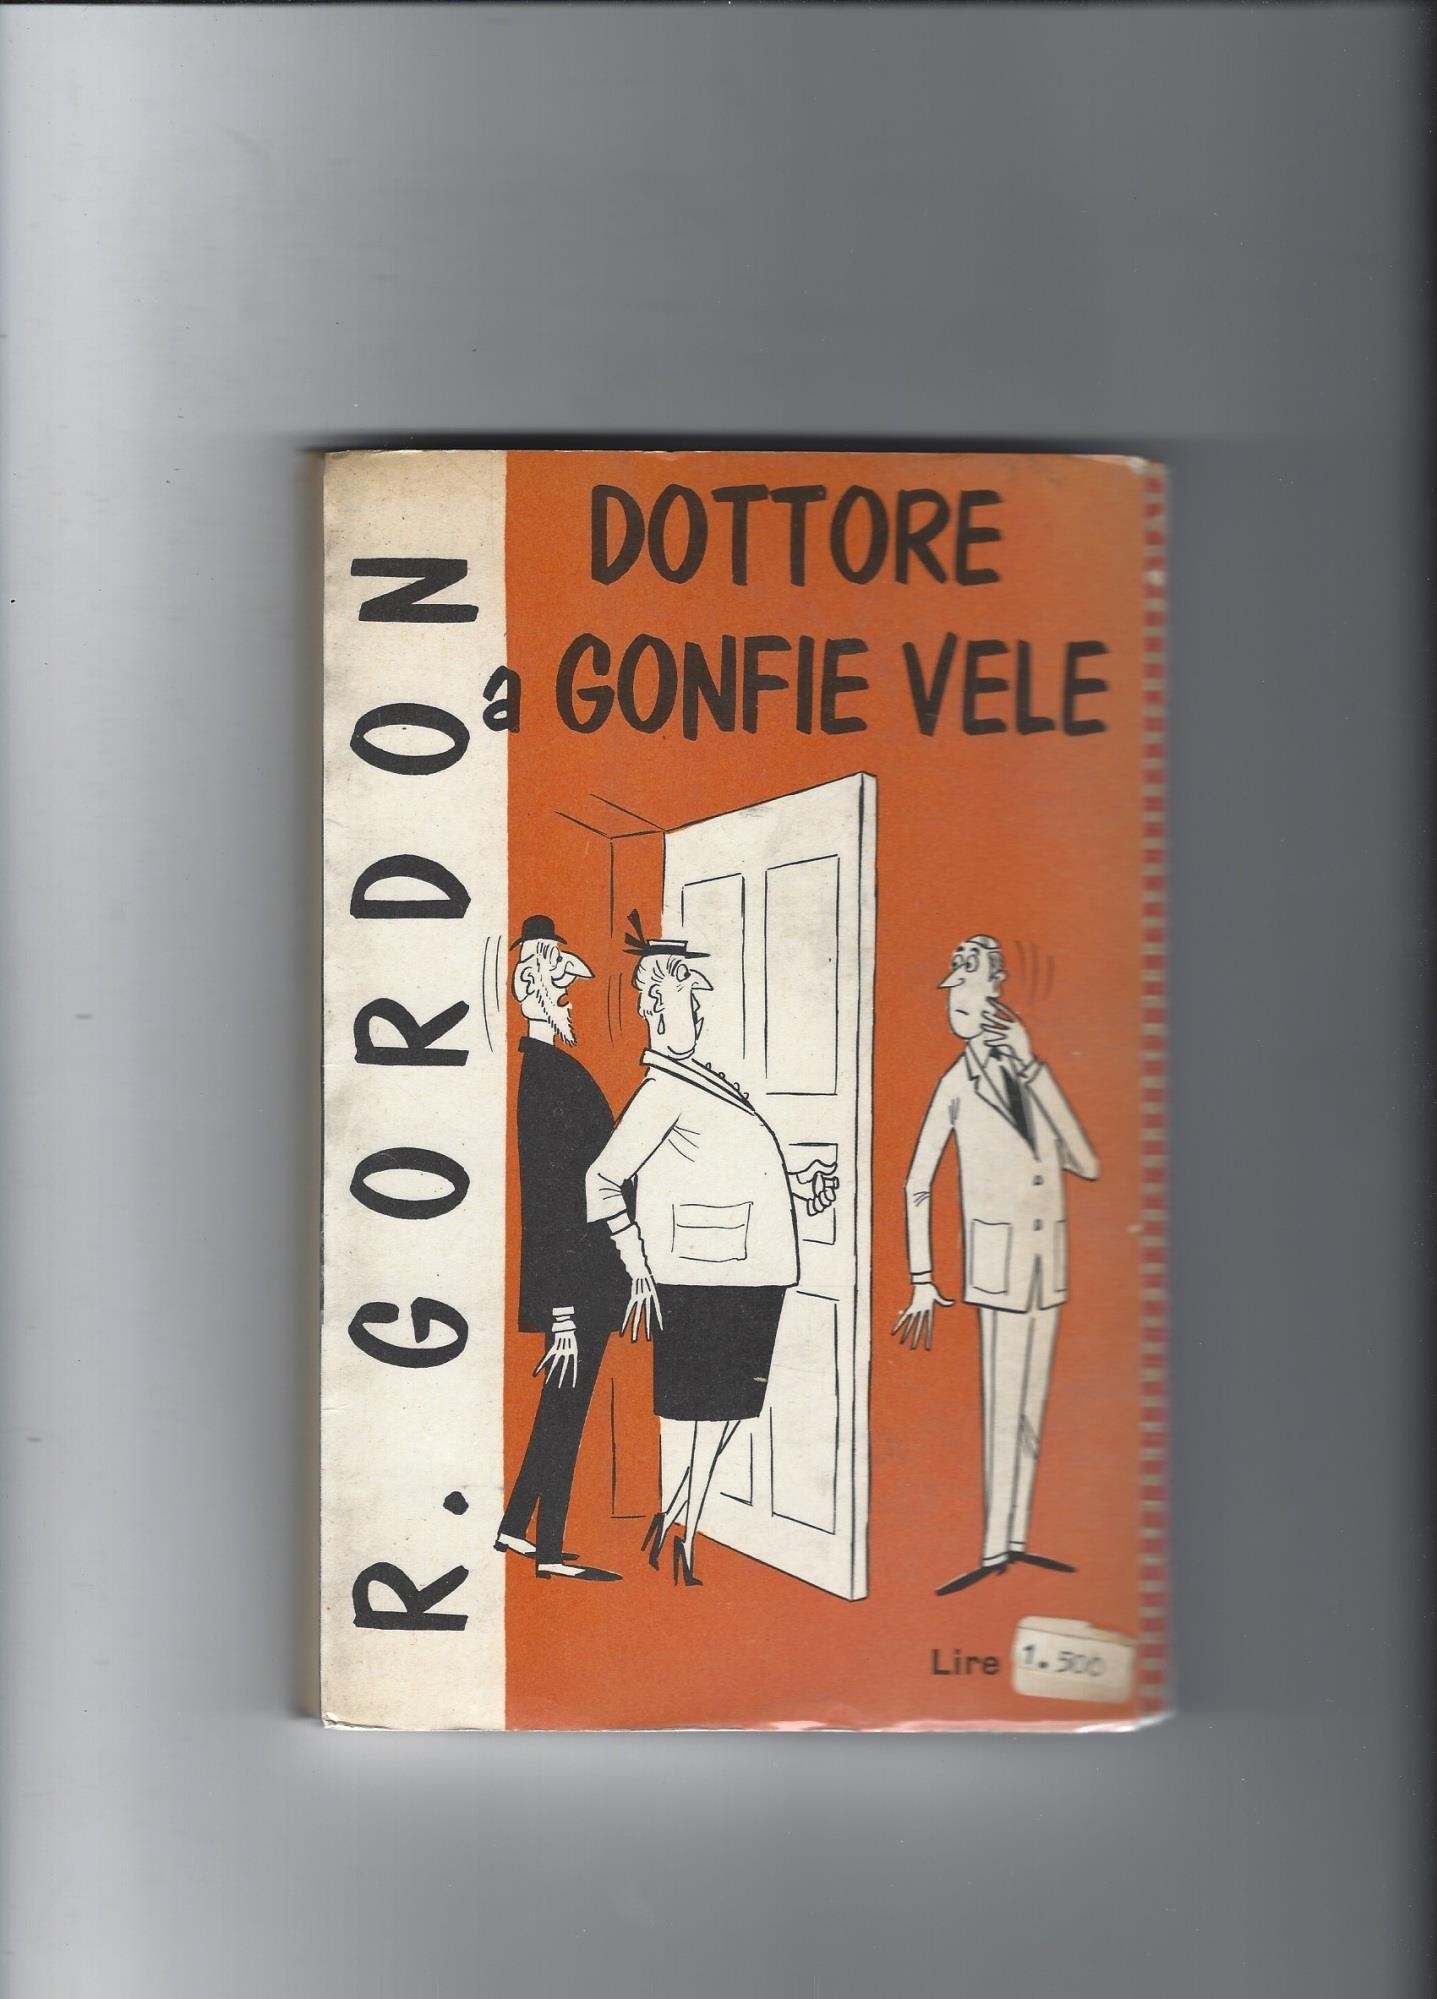 R. GORDON
DOTTORE
a GONFIE VELE
Lire 1.500